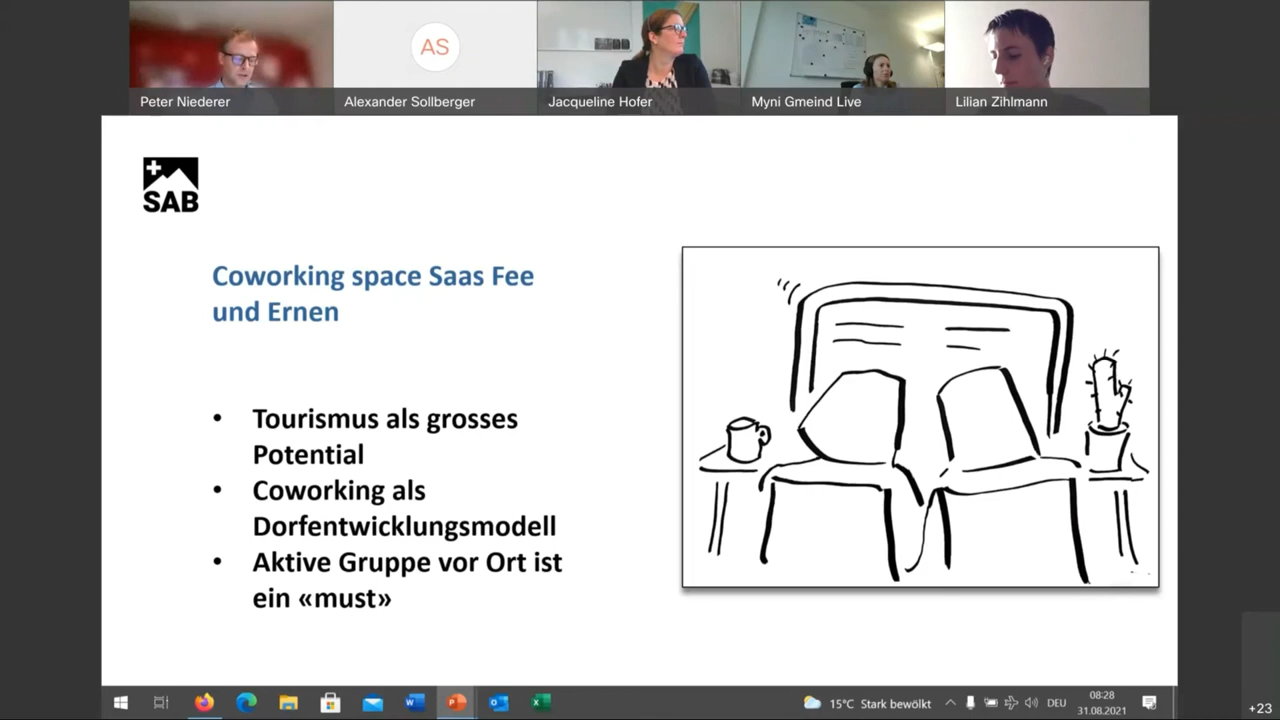 AS
Peter Niederer
Alexander Sollberger
Jacqueline Hofer
Myni Gmeind Live
Lilian Zihlmann
SAB
Coworking space Saas Fee
und Ernen
• Tourismus als grosses
Potential
• Coworking als
Dorfentwicklungsmodell
• Aktive Gruppe vor Ort ist
ein «must»
15°C Stark bewölkt
DEU
08:28
31.08.2021
+23